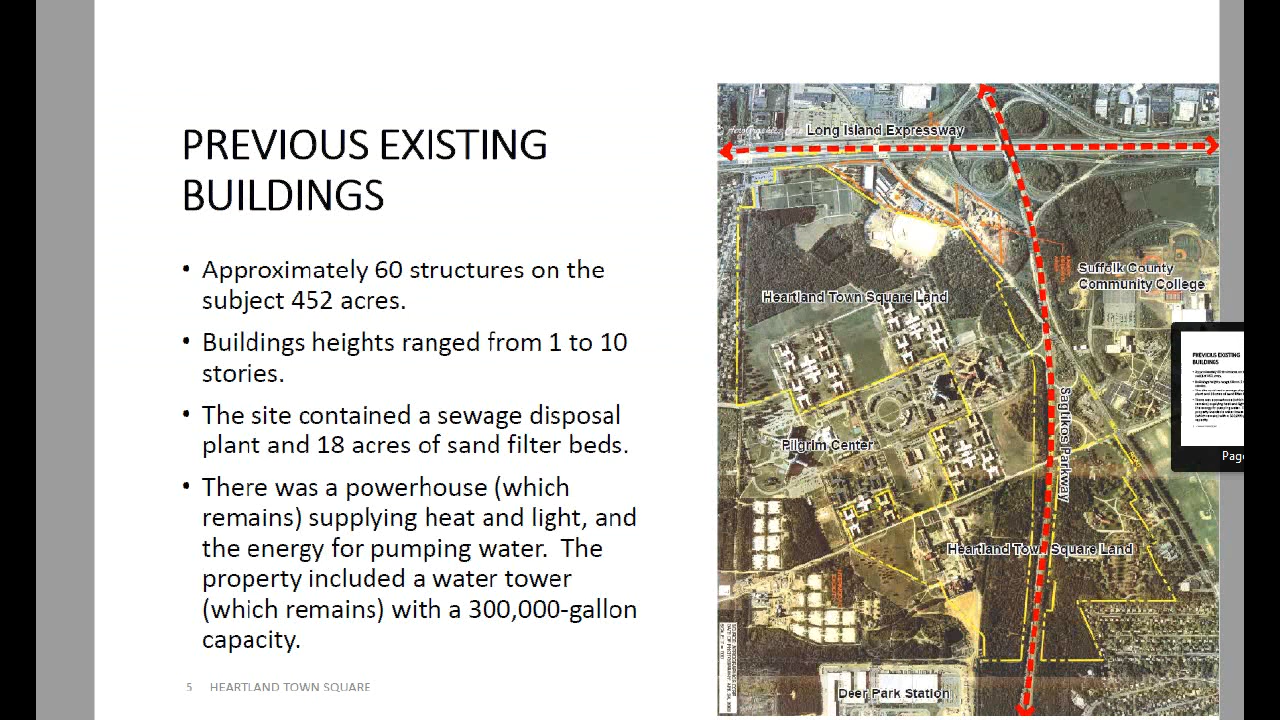 PREVIOUS EXISTING
BUILDINGS
• Approximately 60 structures on the
subject 452 acres.
• Buildings heights ranged from 1 to 10
stories.
• The site contained a sewage disposal
plant and 18 acres of sand filter beds.
• There was a powerhouse (which
remains) supplying heat and light, and
the energy for pumping water.  The
property included a water tower
(which remains) with a 300,000-gallon
capacity.
5 HEARTLAND TOWN SQUARE
Long Island Expressway
Suffolk County
Community College
Heartland Town Square Land
Sagtikos Parkway
Pilgrim Center
Heartland Town Square Land
Deer Park Station
PREVIOUS EXISTING
BUILDINGS
Page